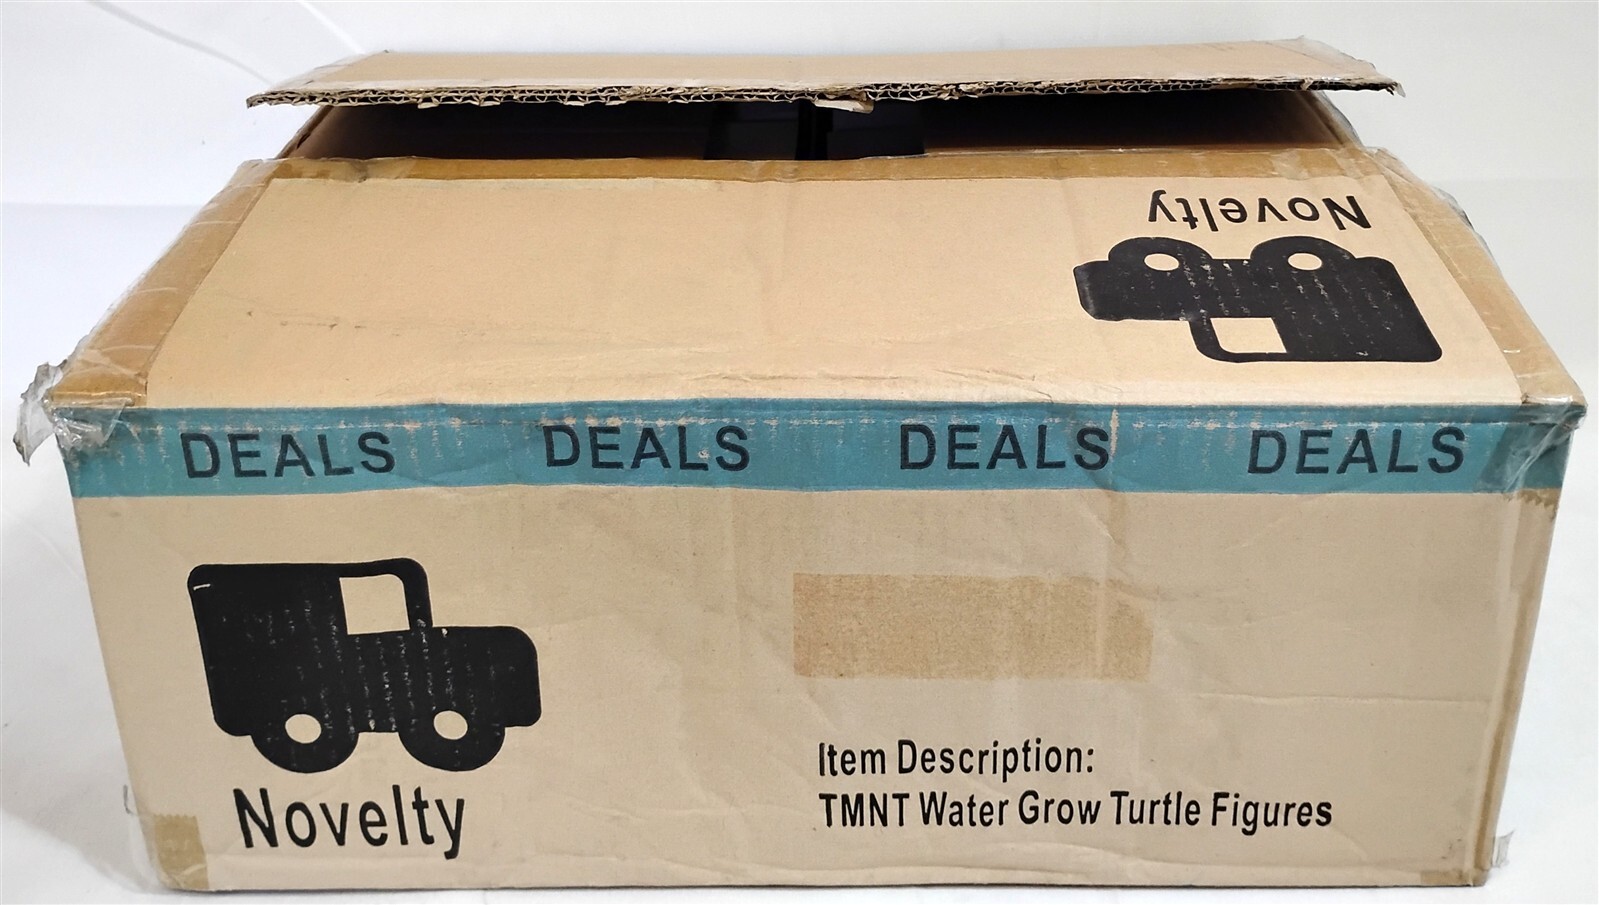 Novelty
DEALS DEALS DEALS DEALS
Novelty
Item Description:
TMNT Water Grow Turtle Figures